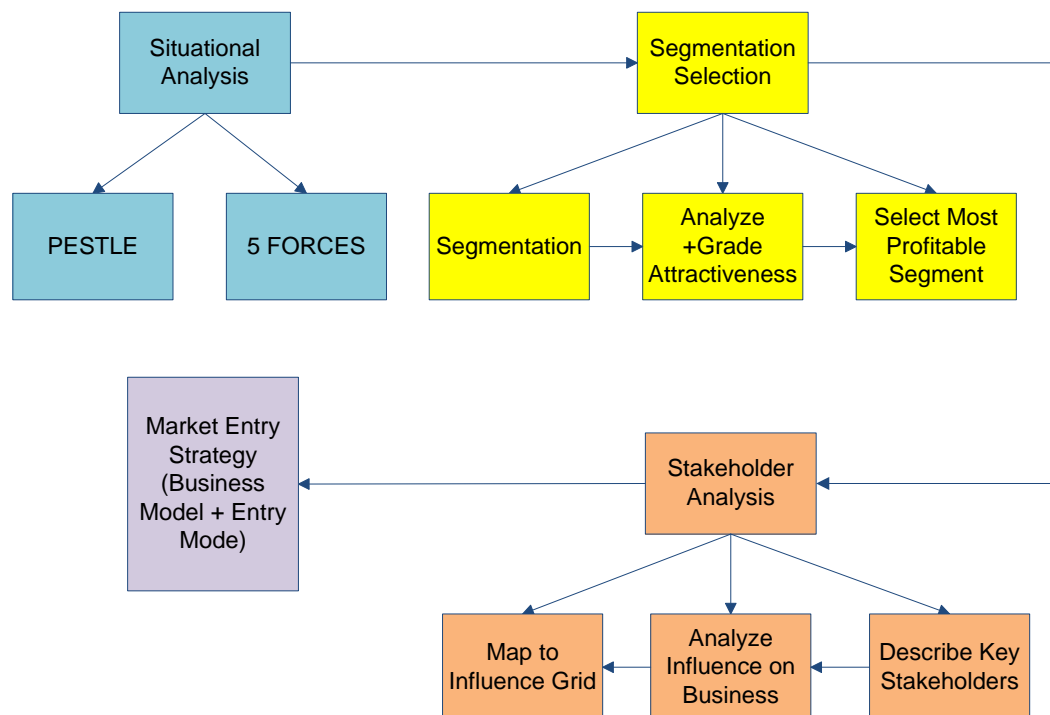 Situational
Analysis
Segmentation
Selection
PESTLE
5 FORCES
Segmentation
Analyze
+Grade
Attractiveness
Select Most
Profitable
Segment
Market Entry
Strategy
(Business
Model + Entry
Mode)
Stakeholder
Analysis
Map to
Influence Grid
Analyze
Influence on
Business
Describe Key
Stakeholders